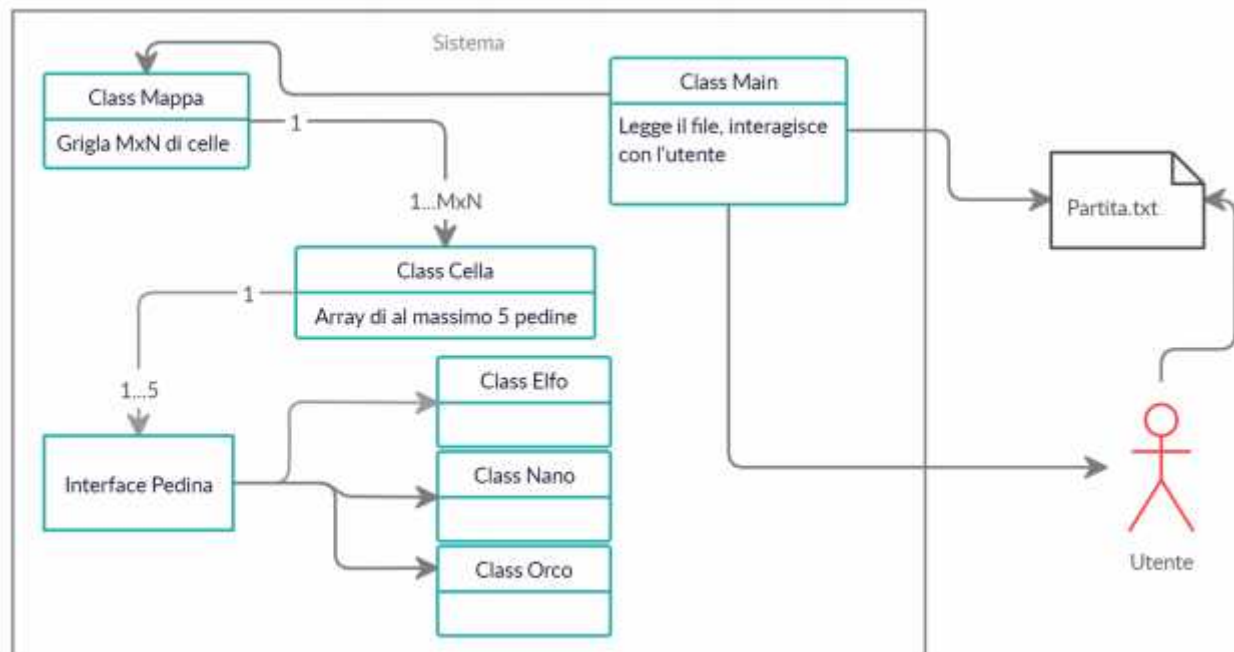 Sistema
Class Mappa
Grigla MxN di celle
Class Main
Legge il file, interagisce
con l'utente
1
1...MxN
Partita.txt
Class Cella
Array di al massimo 5 pedine
1
1...5
Interface Pedina
Class Elfo
Class Nano
Class Orco
Utente